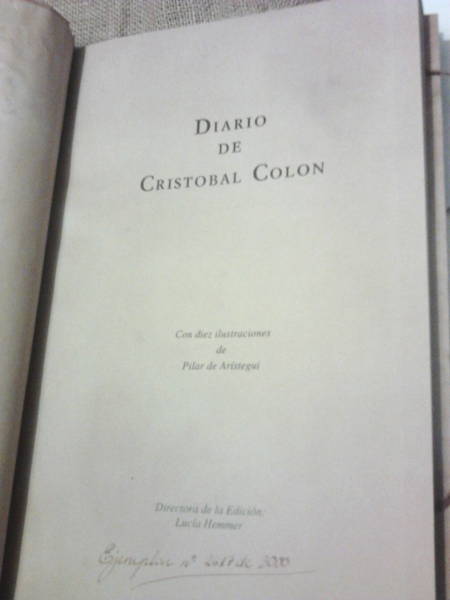 DIARIO
DE
CRISTOBAL COLON
Con diez ilustraciones
de
Pilar de Aristegui
Directora de la Edición:
Lucía Hemmer
Ejemplar nº de 3000